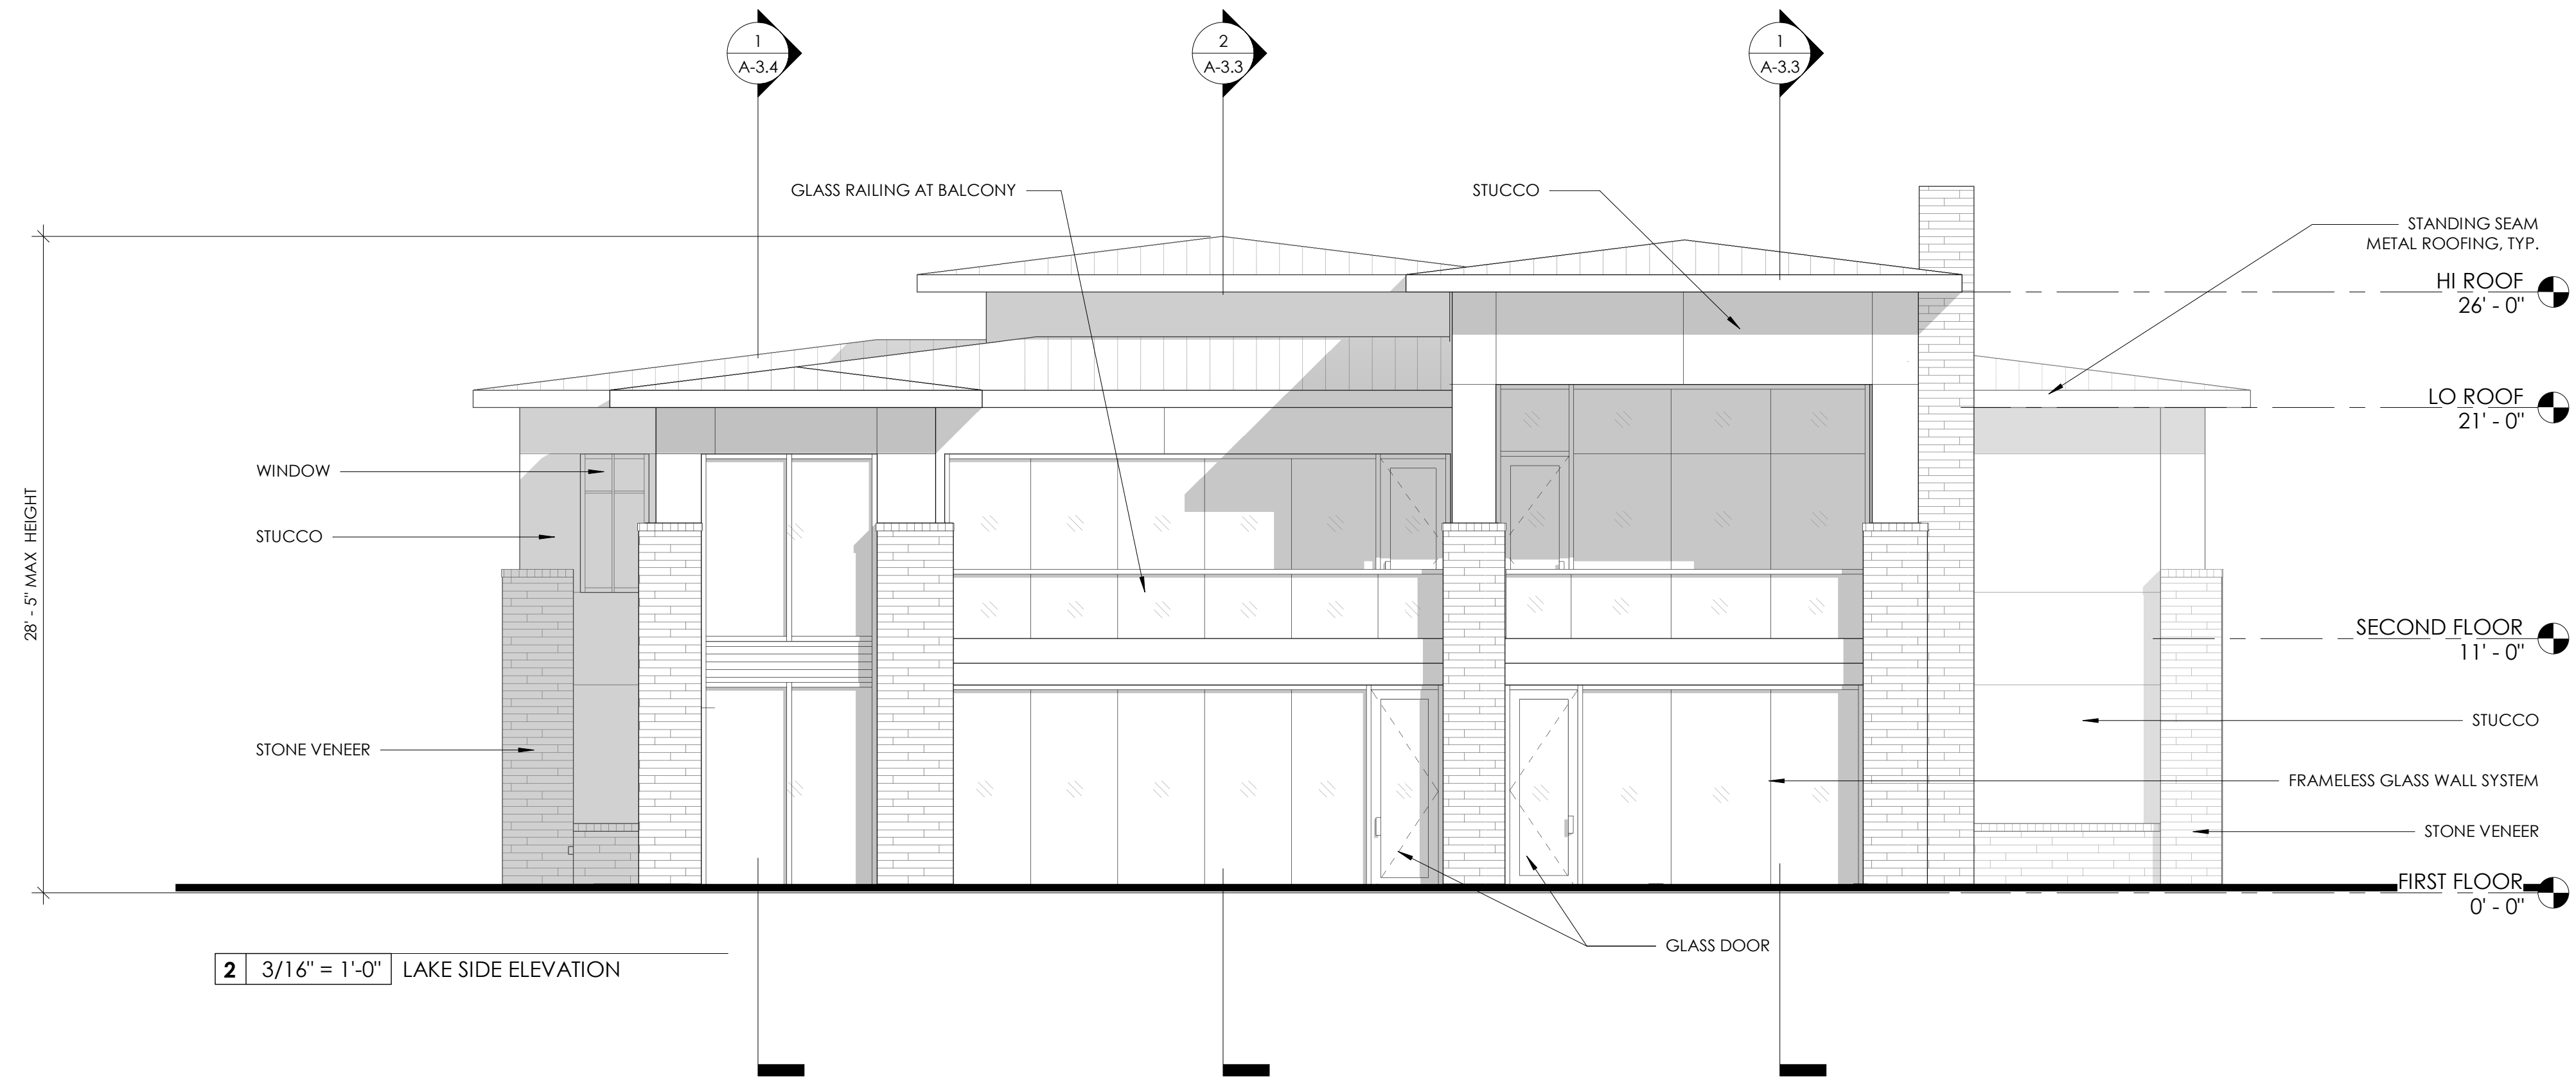 1
A-3.4
2
A-3.3
1
A-3.3
GLASS RAILING AT BALCONY
STUCCO
STANDING SEAM
METAL ROOFING, TYP.
HI ROOF
26' - 0"
LO ROOF
21' - 0"
WINDOW
STUCCO
28' - 5" MAX HEIGHT
SECOND FLOOR
11' - 0"
STUCCO
STONE VENEER
FRAMELESS GLASS WALL SYSTEM
STONE VENEER
FIRST FLOOR
0' - 0"
GLASS DOOR
2 3/16" = 1'-0" LAKE SIDE ELEVATION